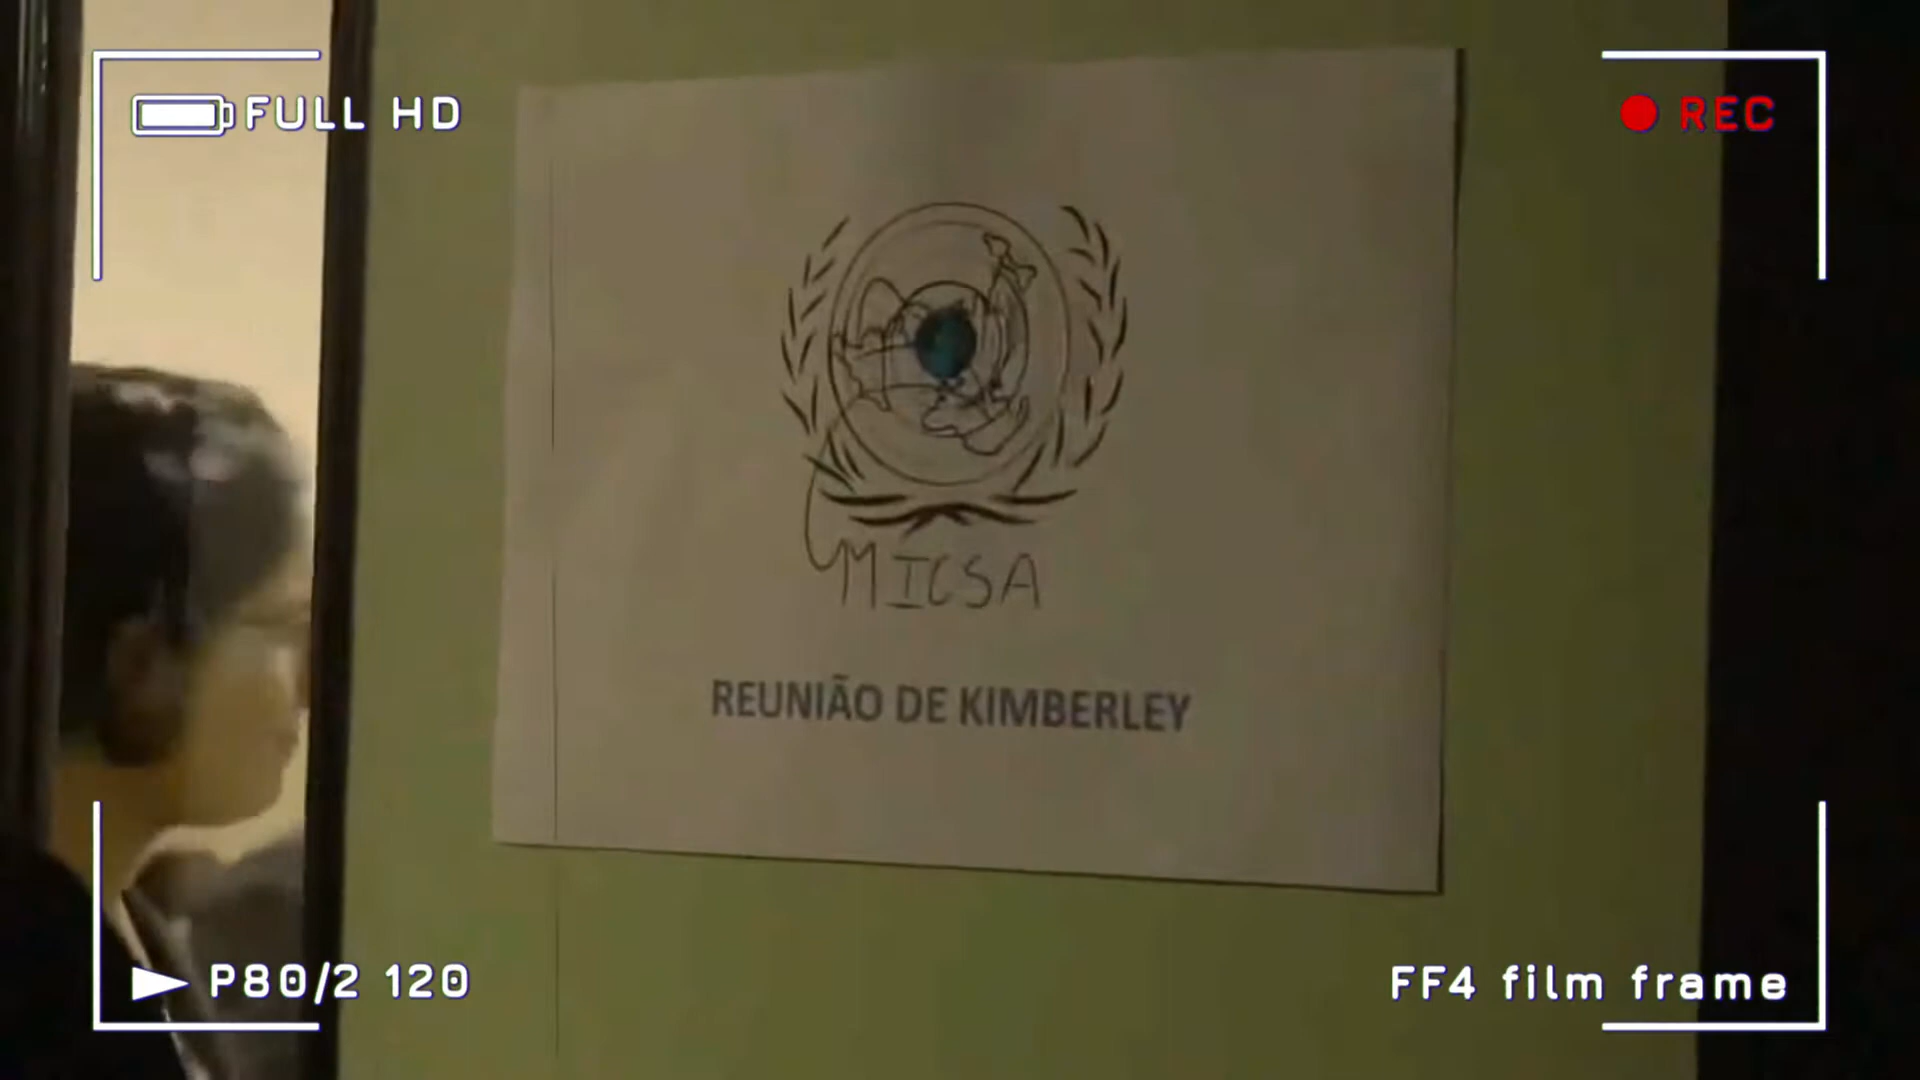 FULL HD
REC
MICSA
REUNIÃO DE KIMBERLEY
P80/2 120
FF4 film frame